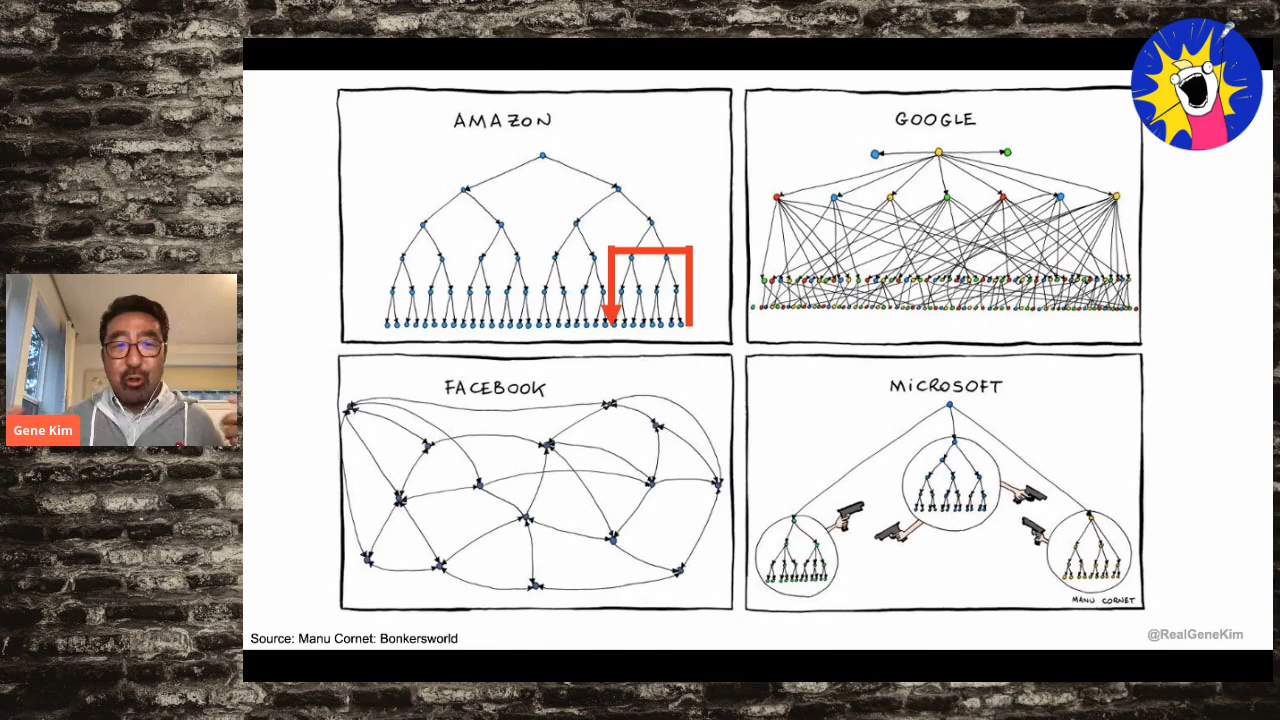 AMAZON
GOOGLE
FACEBOOK
MICROSOFT
MANU CORNET
Gene Kim
Source: Manu Cornet: Bonkersworld
@RealGeneKim